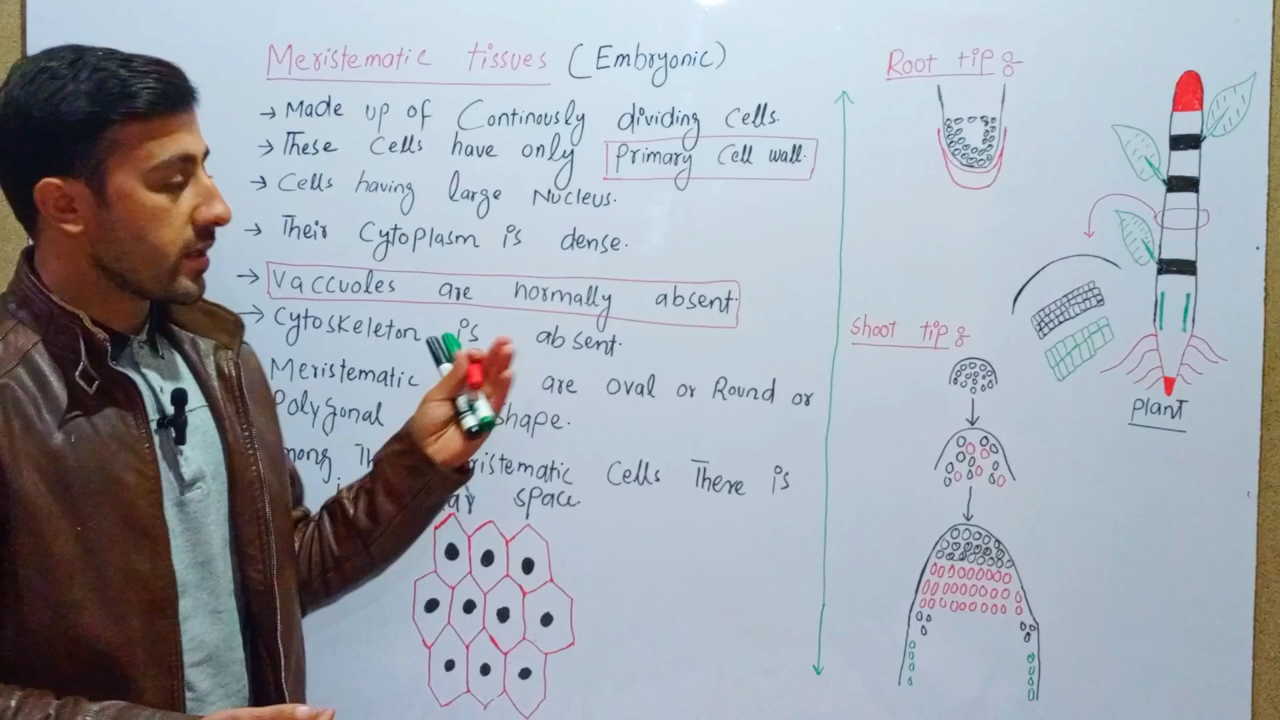 Meristematic tissues (Embryonic)
→ Made up of Continously dividing Cells.
→ These Cells have only Primary Cell wall.
→ Cells having large Nucleus.
→ Their Cytoplasm is dense.
→ Vaccuoles are normally absent.
→ Cytoskeleton is absent.
Meristematic are oval or Round or
Polygonal shape.
Cells There is
space.
Root tip :
Shoot tip :
Plant